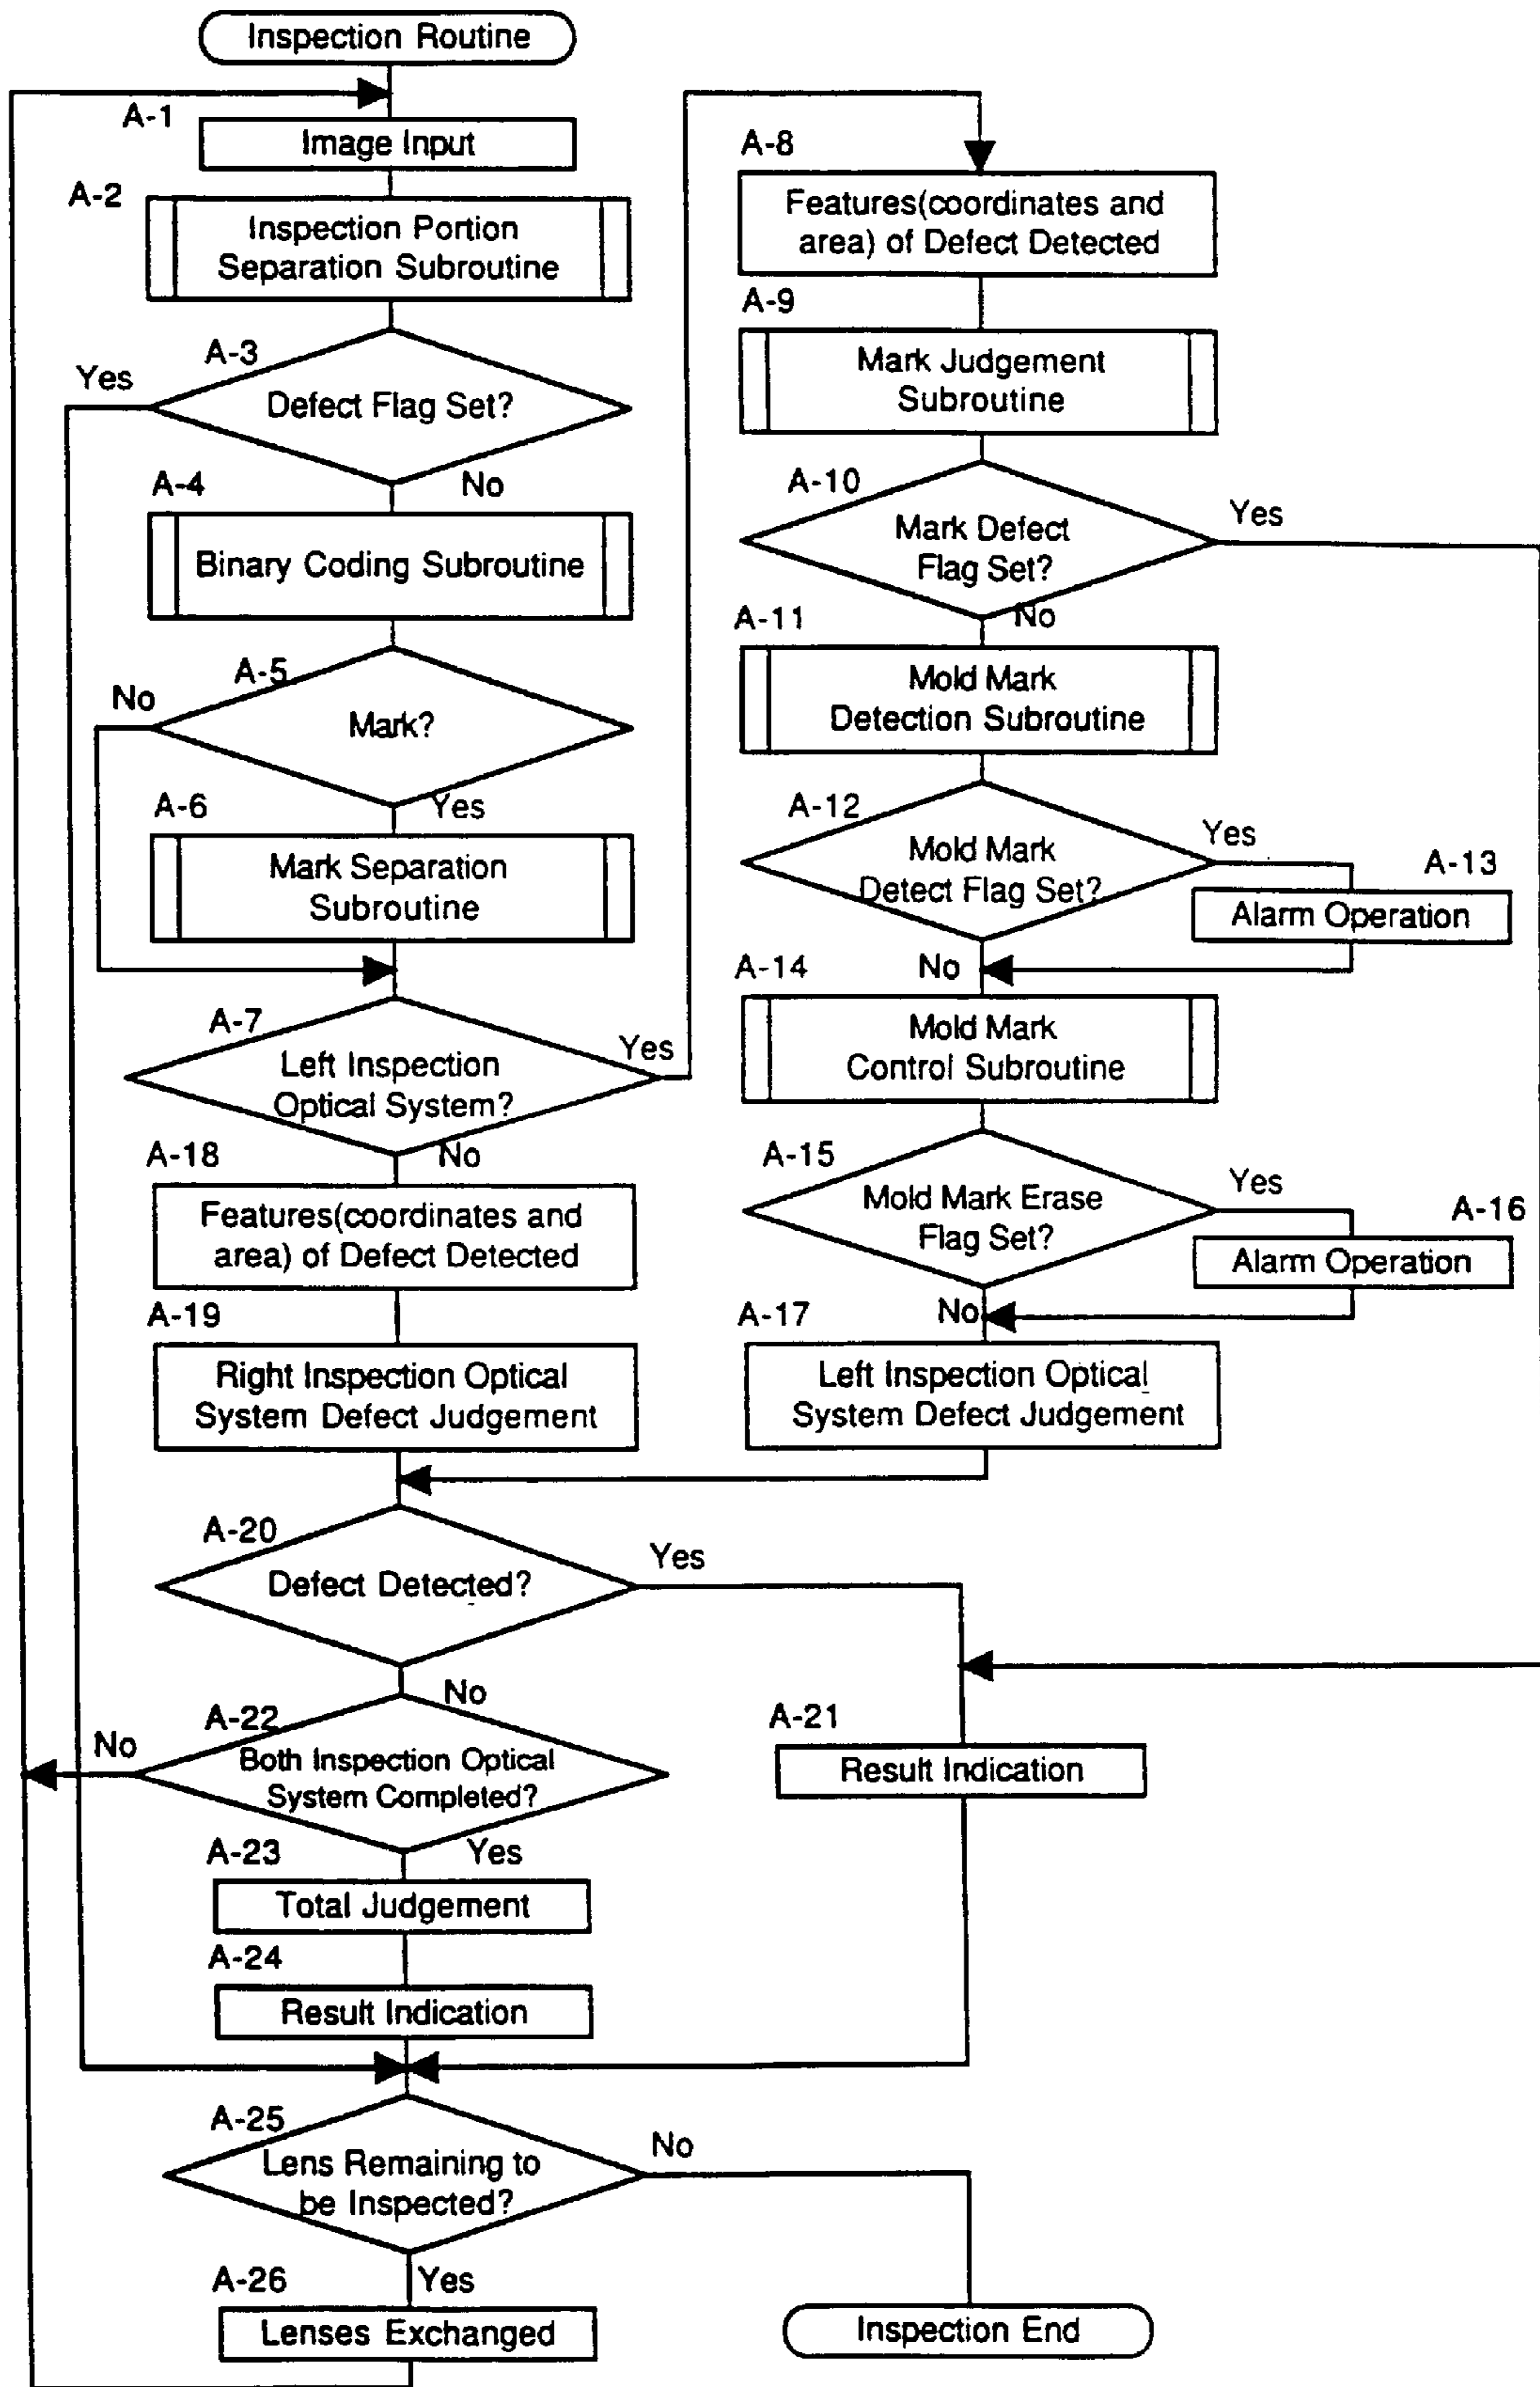 Inspection Routine
A-1
Image Input
A-2
Inspection Portion
Separation Subroutine
A-3
Yes
Defect Flag Set?
No
A-4
Binary Coding Subroutine
A-5
No
Mark?
Yes
A-6
Mark Separation
Subroutine
A-7
Yes
Left Inspection
Optical System?
No
A-8
Features(coordinates and
area) of Defect Detected
A-9
Mark Judgement
Subroutine
A-10
Yes
Mark Defect
Flag Set?
No
A-11
Mold Mark
Detection Subroutine
A-12
Yes
Mold Mark
Detect Flag Set?
A-13
Alarm Operation
No
A-14
Mold Mark
Control Subroutine
A-15
Yes
Mold Mark Erase
Flag Set?
A-16
Alarm Operation
No
A-17
Left Inspection Optical
System Defect Judgement
A-18
Features(coordinates and
area) of Defect Detected
A-19
Right Inspection Optical
System Defect Judgement
A-20
Yes
Defect Detected?
No
A-21
Result Indication
A-22
No
Both Inspection Optical
System Completed?
Yes
A-23
Total Judgement
A-24
Result Indication
A-25
No
Lens Remaining to
be Inspected?
Yes
A-26
Lenses Exchanged
Inspection End